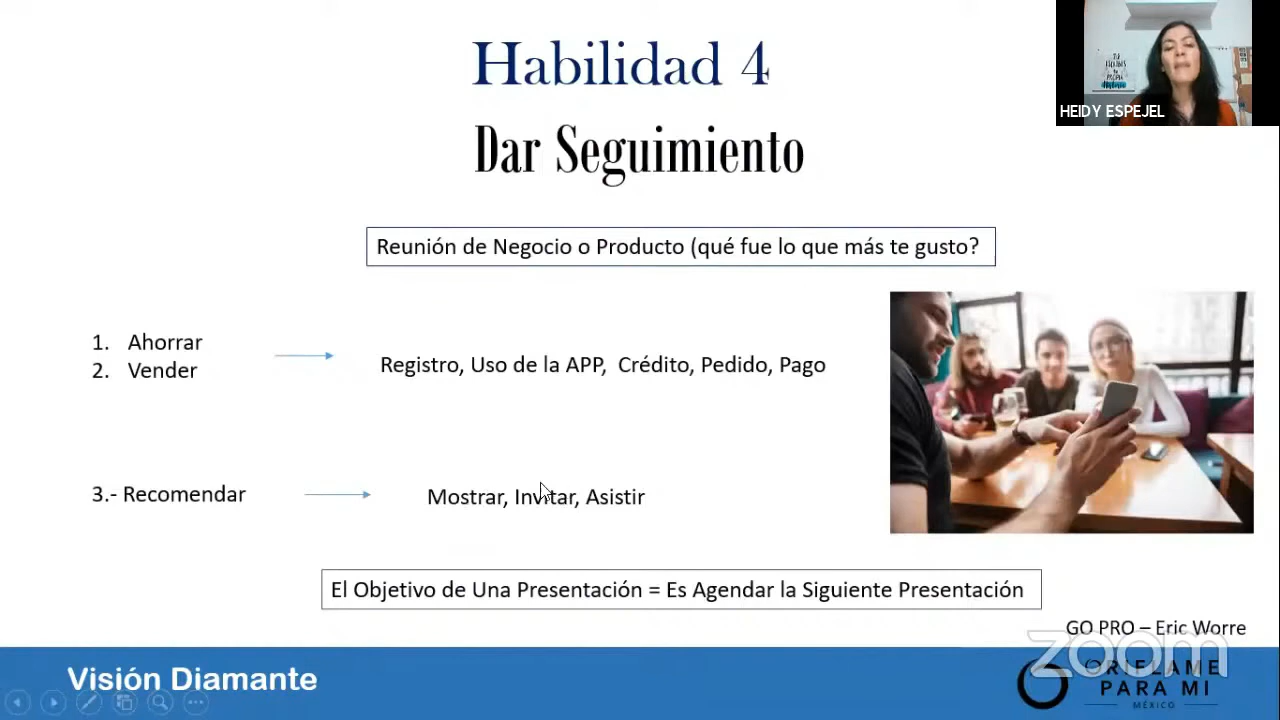 Habilidad 4
HEIDY ESPEJEL
Dar Seguimiento
Reunión de Negocio o Producto (qué fue lo que más te gusto?
1. Ahorrar
2. Vender
Registro, Uso de la APP, Crédito, Pedido, Pago
3.- Recomendar
Mostrar, Invitar, Asistir
El Objetivo de Una Presentación = Es Agendar la Siguiente Presentación
GO PRO – Eric Worre
zoom
Visión Diamante
ORIFLAME
PARA MI
MÉXICO